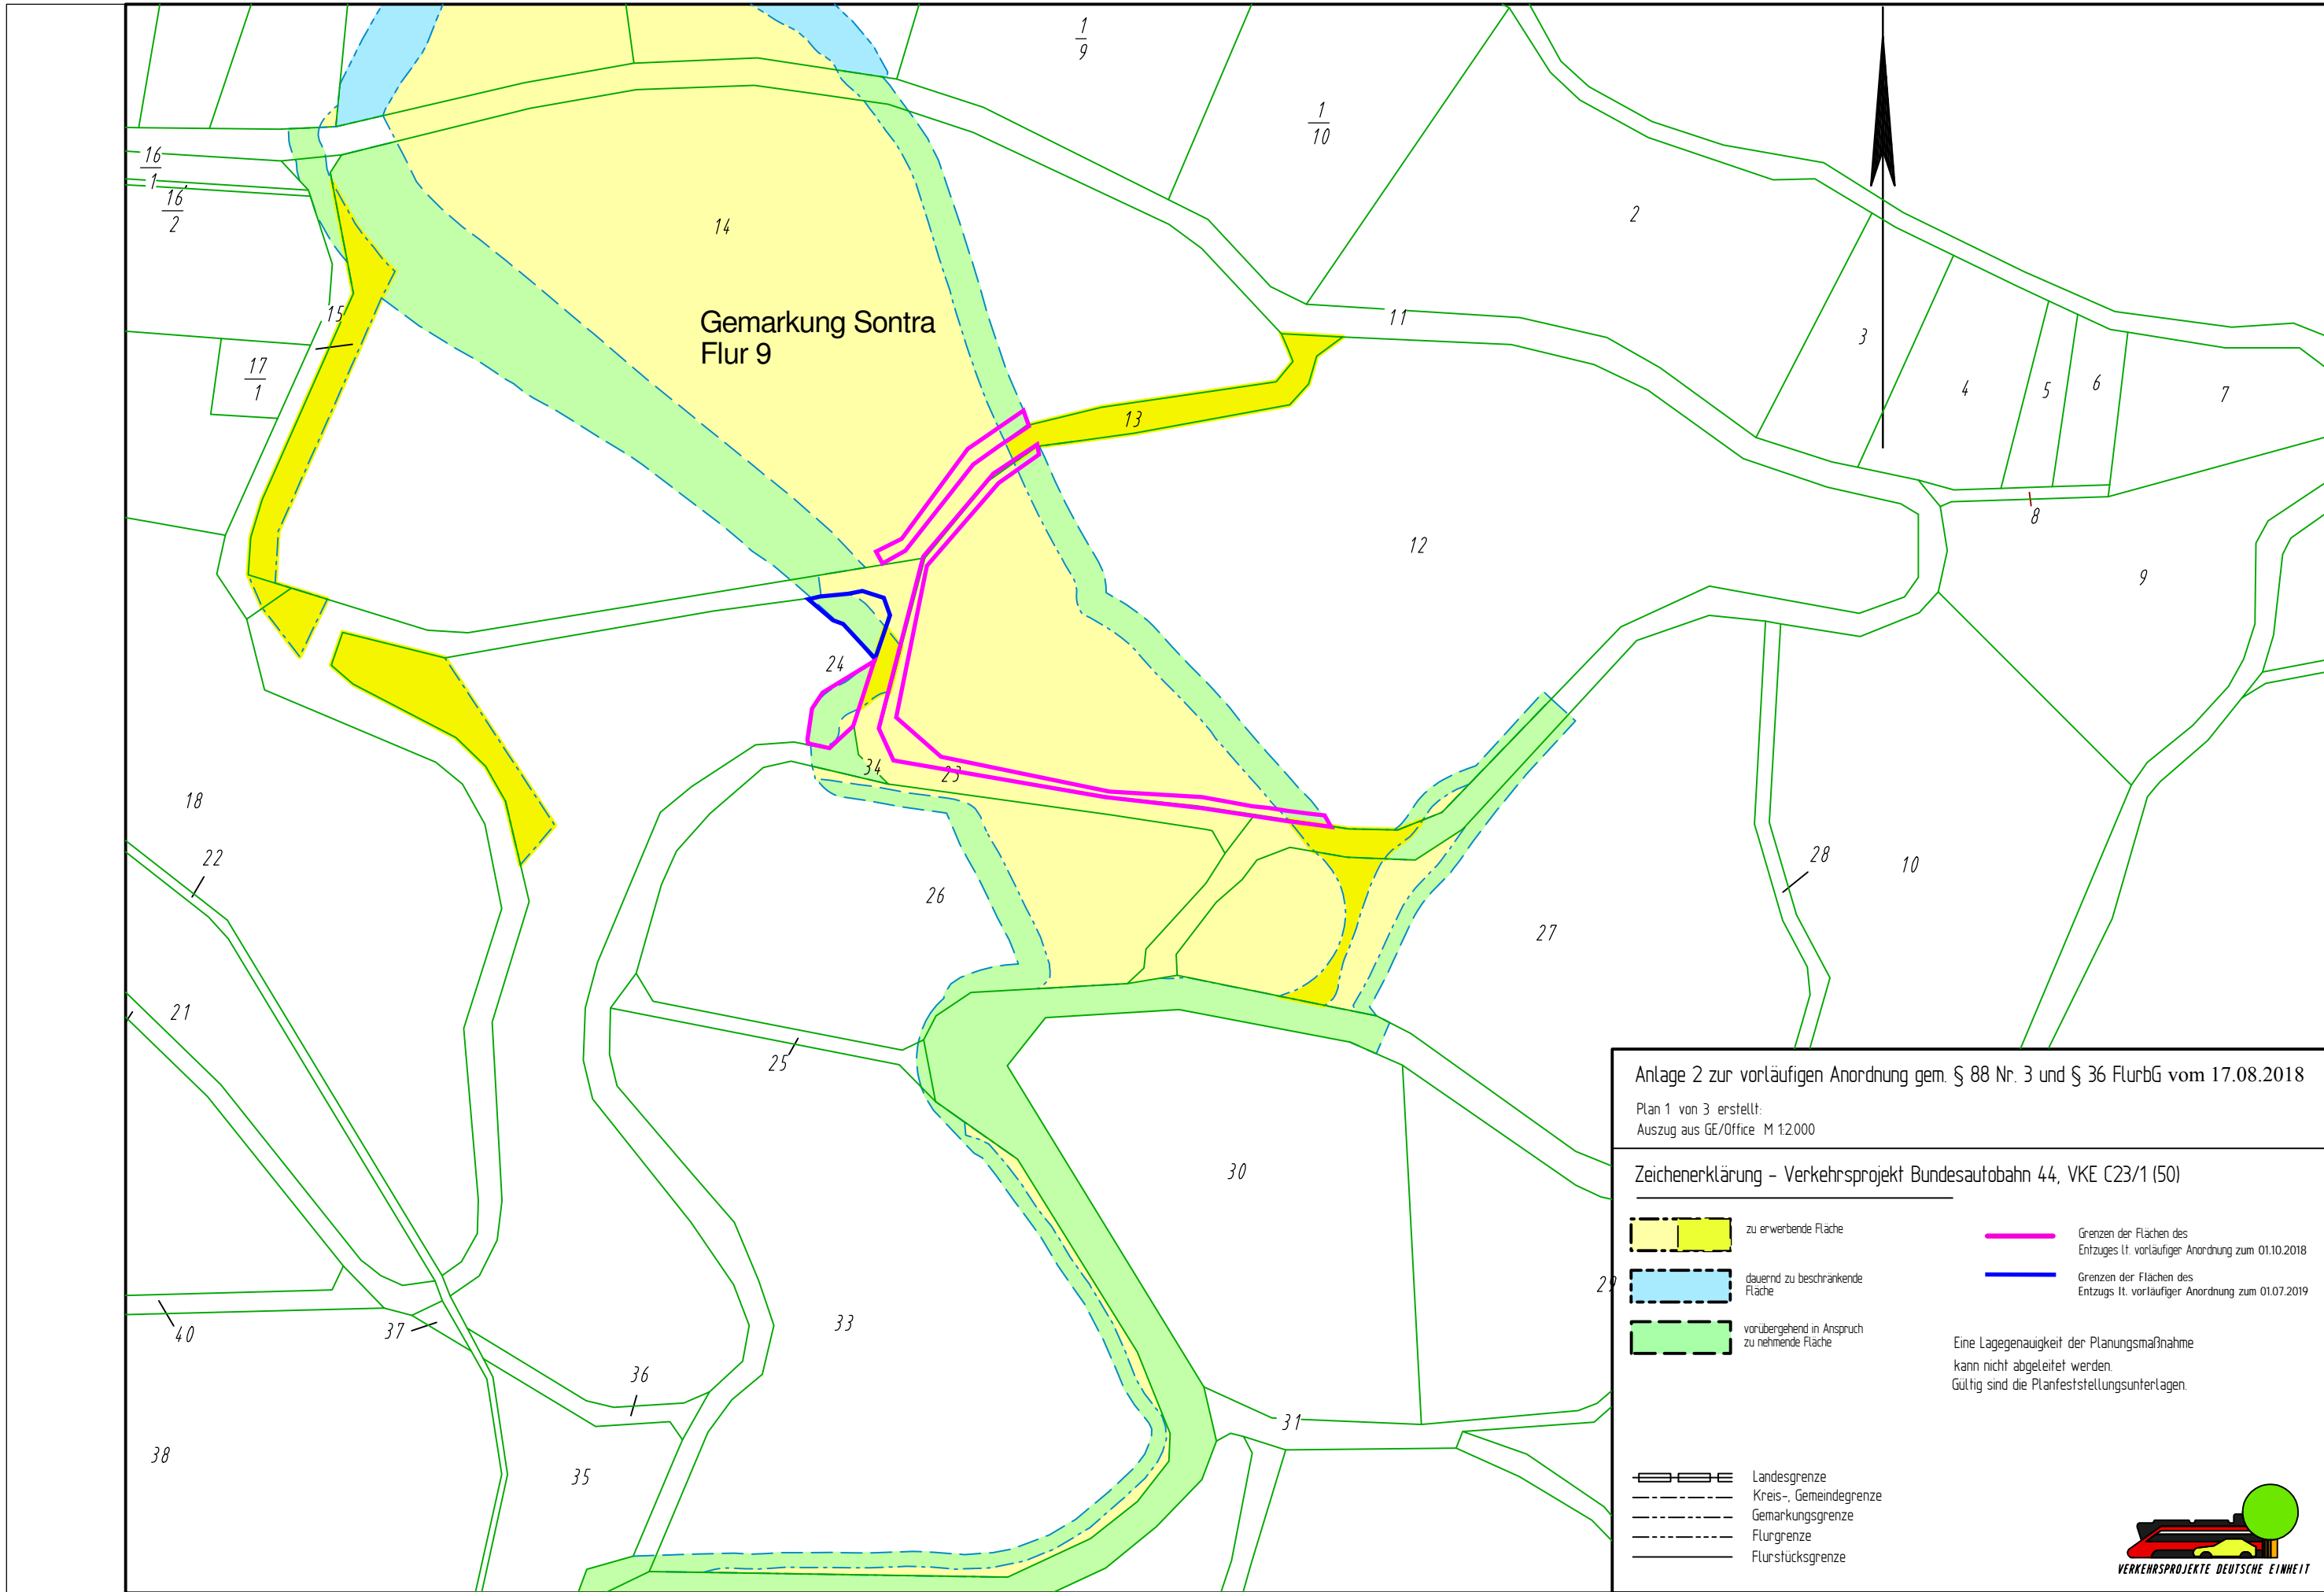 1
9
1
10
16
1
16
2
14
2
Gemarkung Sontra
Flur 9
15
11
3
17
1
13
4
5
6
7
8
12
9
24
34
23
18
22
28
10
26
27
21
25
30
29
33
40
37
36
31
38
35
Anlage 2 zur vorläufigen Anordnung gem. § 88 Nr. 3 und § 36 FlurbG vom 17.08.2018
Plan 1 von 3 erstellt:
Auszug aus GE/Office M 1:2.000
Zeichenerklärung - Verkehrsprojekt Bundesautobahn 44, VKE C23/1 (50)
zu erwerbende Fläche
dauernd zu beschränkende
Fläche
vorübergehend in Anspruch
zu nehmende Fläche
Grenzen der Flächen des
Entzuges lt. vorläufiger Anordnung zum 01.10.2018
Grenzen der Flächen des
Entzugs lt. vorläufiger Anordnung zum 01.07.2019
Eine Lagegenauigkeit der Planungsmaßnahme
kann nicht abgeleitet werden.
Gültig sind die Planfeststellungsunterlagen.
Landesgrenze
Kreis-, Gemeindegrenze
Gemarkungsgrenze
Flurgrenze
Flurstücksgrenze
VERKEHRSPROJEKTE DEUTSCHE EINHEIT